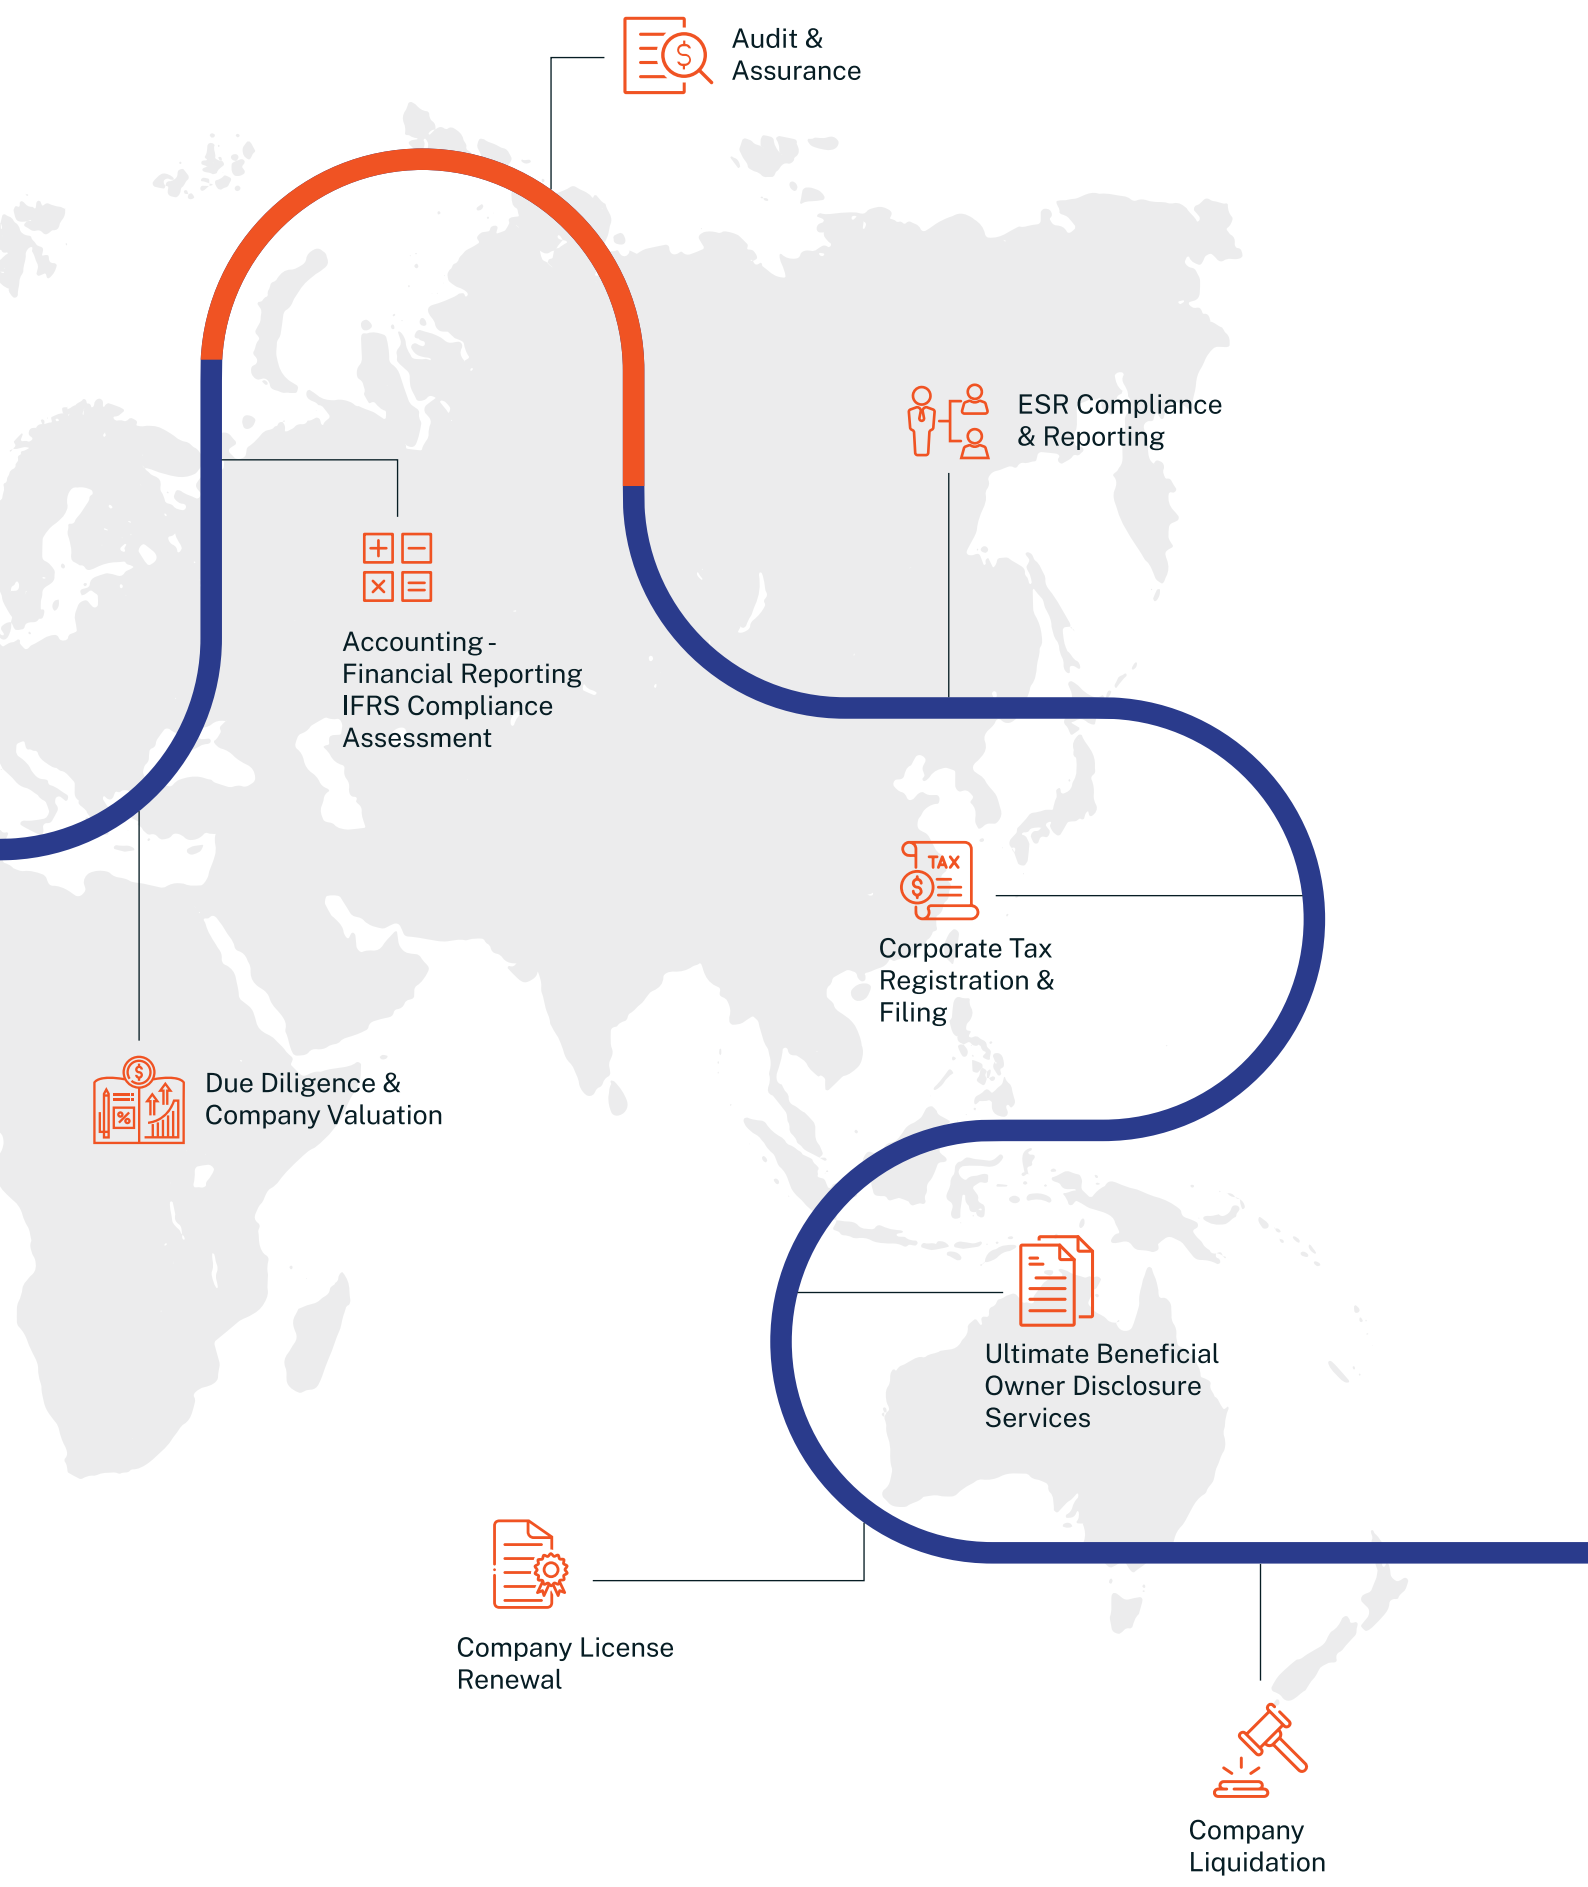 Audit &
Assurance
ESR Compliance
& Reporting
Accounting -
Financial Reporting
IFRS Compliance
Assessment
TAX
Corporate Tax
Registration &
Filing
Due Diligence &
Company Valuation
Ultimate Beneficial
Owner Disclosure
Services
Company License
Renewal
Company
Liquidation